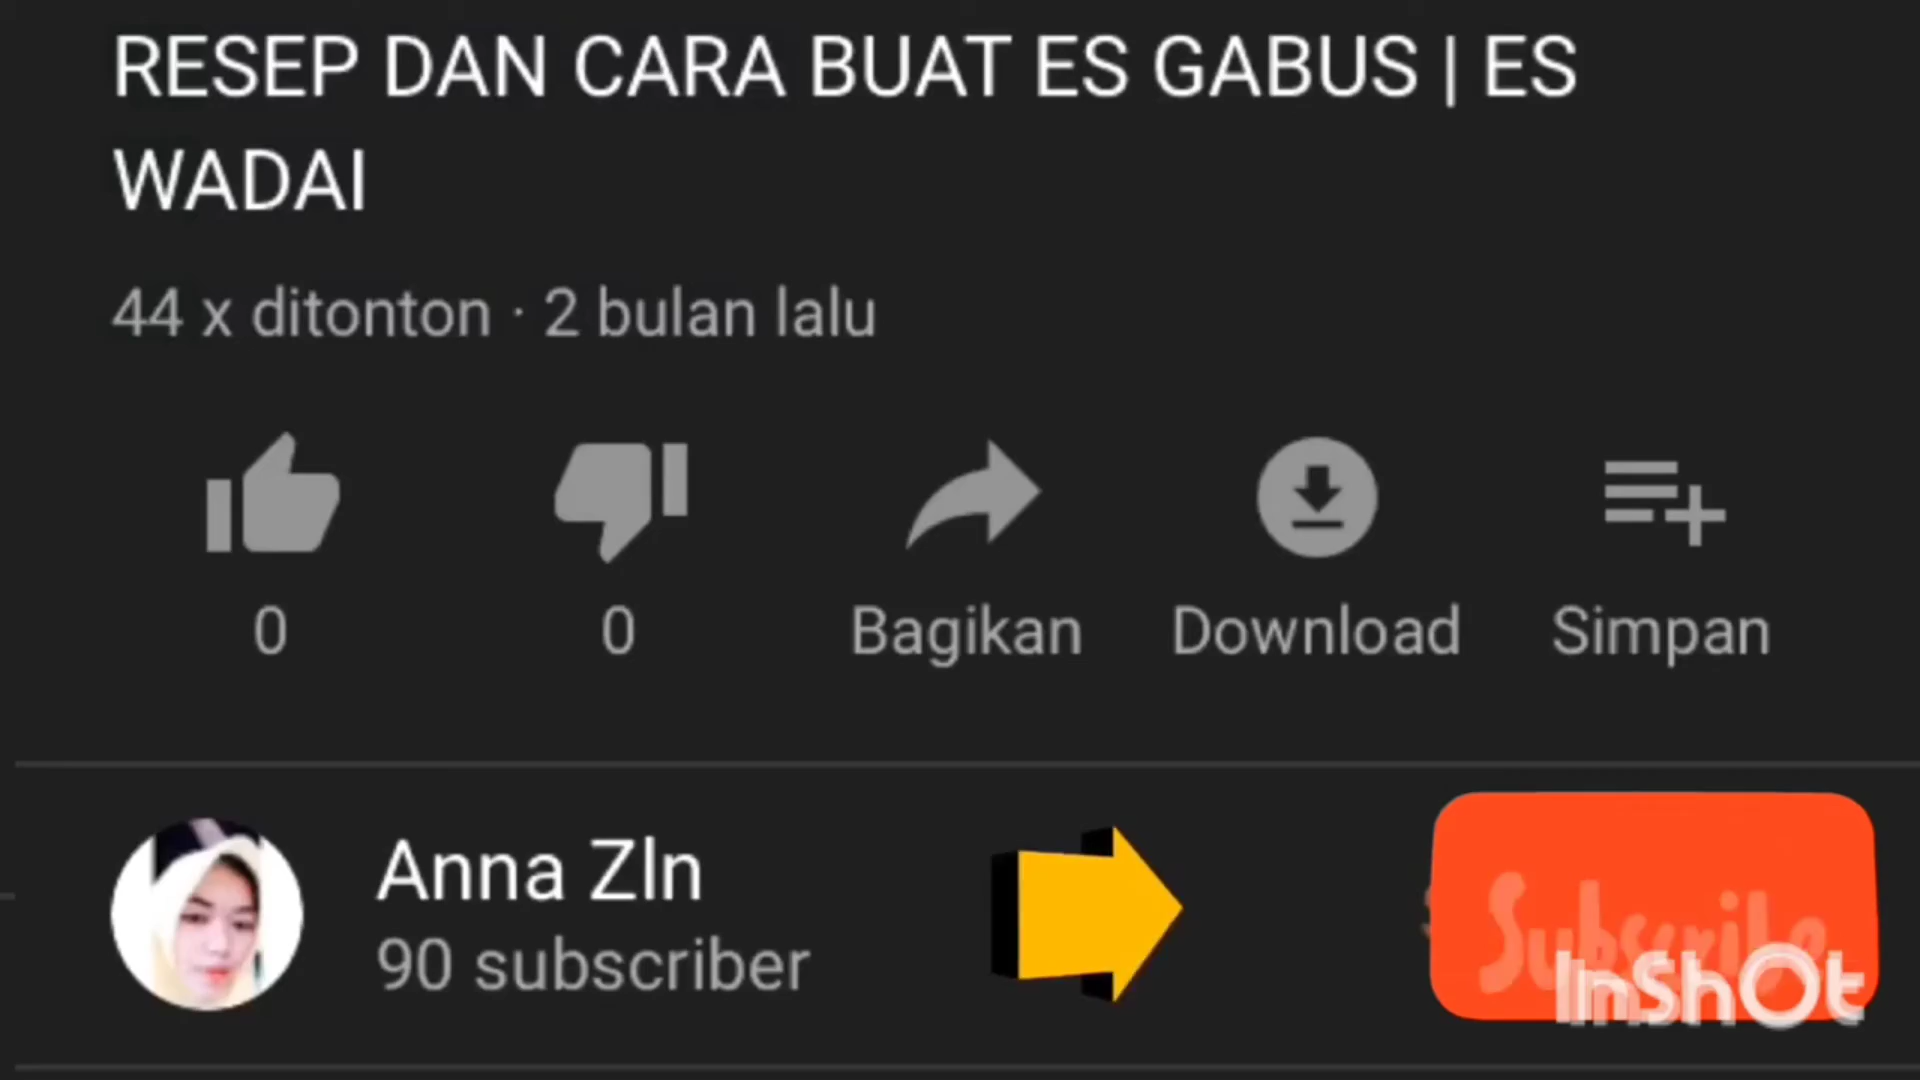 RESEP DAN CARA BUAT ES GABUS | ES
WADAI
44 x ditonton · 2 bulan lalu
0 0 Bagikan Download Simpan
Anna Zln
90 subscriber
Subscribe
InShOt